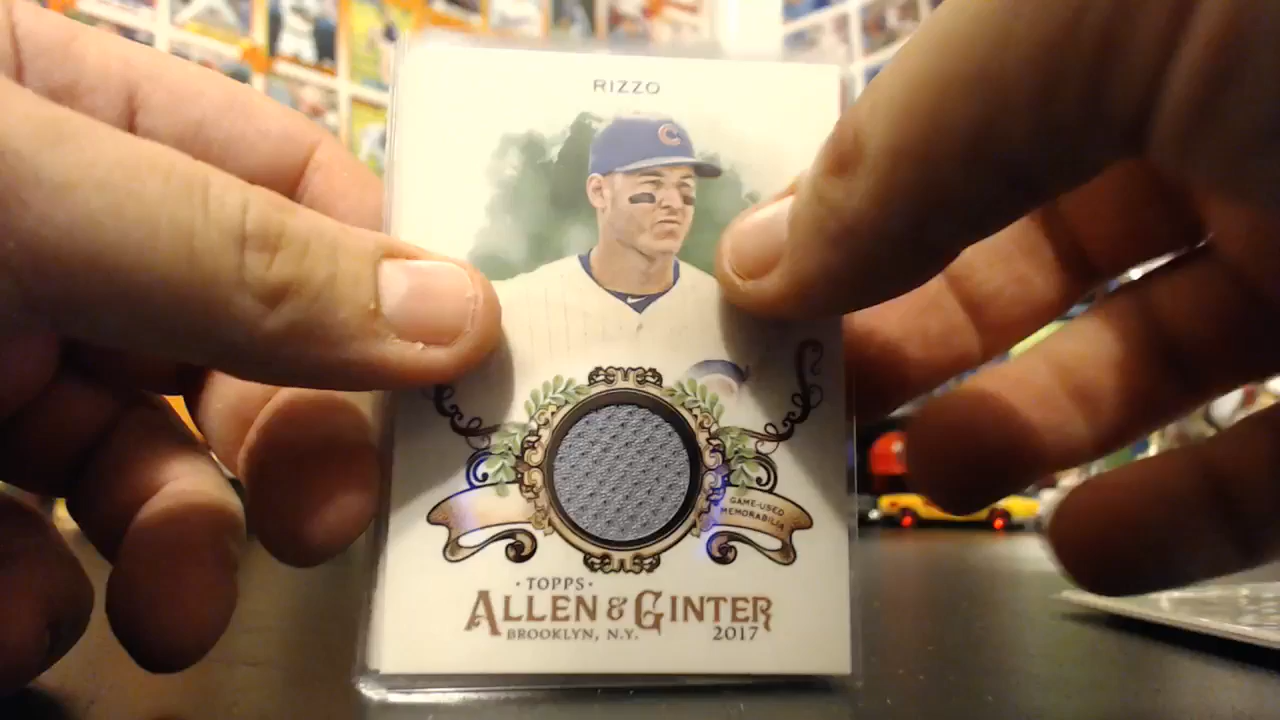 RIZZO
C
GAME-USED
MEMORABILIA
·TOPPS·
ALLEN & GINTER
BROOKLYN, N.Y. 2017